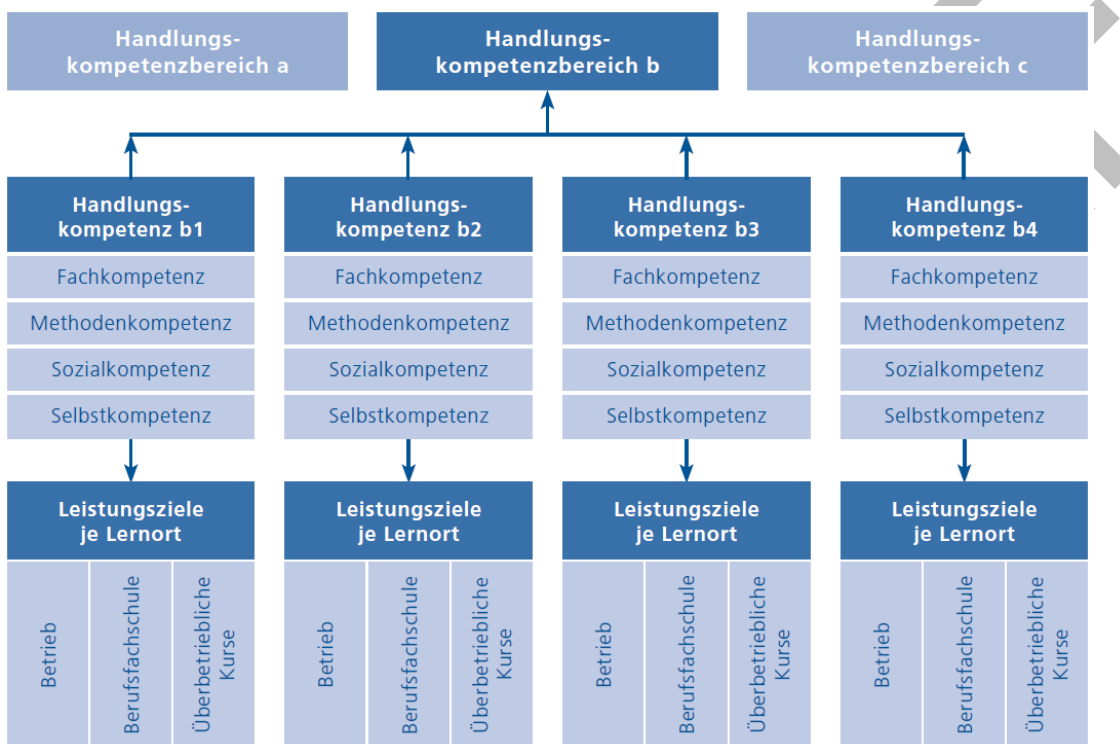 Handlungs-
kompetenzbereich a
Handlungs-
kompetenzbereich b
Handlungs-
kompetenzbereich c
Handlungs-
kompetenz b1
Fachkompetenz
Methodenkompetenz
Sozialkompetenz
Selbstkompetenz
Leistungsziele
je Lernort
Betrieb
Berufsfachschule
Überbetriebliche
Kurse
Handlungs-
kompetenz b2
Fachkompetenz
Methodenkompetenz
Sozialkompetenz
Selbstkompetenz
Leistungsziele
je Lernort
Betrieb
Berufsfachschule
Überbetriebliche
Kurse
Handlungs-
kompetenz b3
Fachkompetenz
Methodenkompetenz
Sozialkompetenz
Selbstkompetenz
Leistungsziele
je Lernort
Betrieb
Berufsfachschule
Überbetriebliche
Kurse
Handlungs-
kompetenz b4
Fachkompetenz
Methodenkompetenz
Sozialkompetenz
Selbstkompetenz
Leistungsziele
je Lernort
Betrieb
Berufsfachschule
Überbetriebliche
Kurse